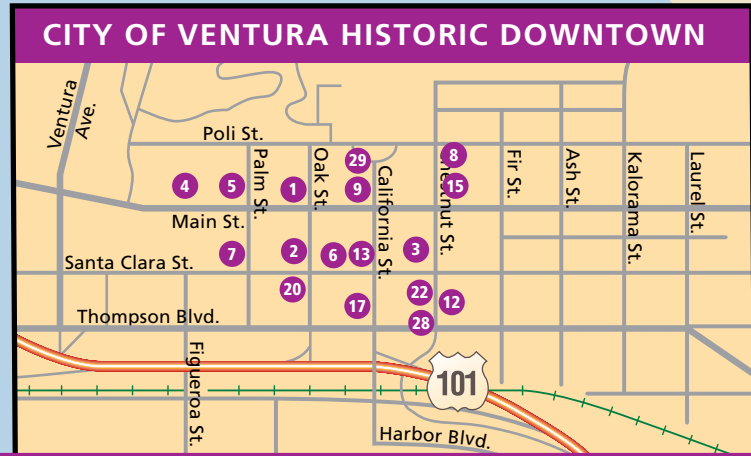 CITY OF VENTURA HISTORIC DOWNTOWN
Ventura
Ave.
Poli St.
29
8
Palm St.
Oak St.
California St.
Fir St.
Ash St.
Kalorama St.
Laurel St.
4
5
1
9
15
Main St.
7
2
6
13
3
Santa Clara St.
20
17
22
12
Thompson Blvd.
28
Figueroa St.
101
Harbor Blvd.